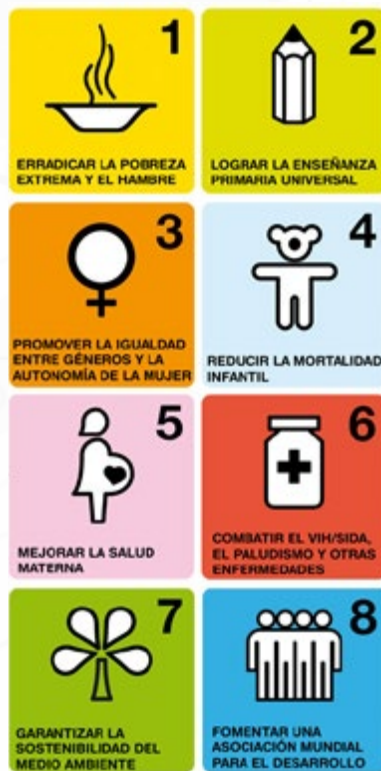 1
ERRADICAR LA POBREZA
EXTREMA Y EL HAMBRE
2
LOGRAR LA ENSEÑANZA
PRIMARIA UNIVERSAL
3
PROMOVER LA IGUALDAD
ENTRE GÉNEROS Y LA
AUTONOMÍA DE LA MUJER
4
REDUCIR LA MORTALIDAD
INFANTIL
5
MEJORAR LA SALUD
MATERNA
6
COMBATIR EL VIH/SIDA,
EL PALUDISMO Y OTRAS
ENFERMEDADES
7
GARANTIZAR LA
SOSTENIBILIDAD DEL
MEDIO AMBIENTE
8
FOMENTAR UNA
ASOCIACIÓN MUNDIAL
PARA EL DESARROLLO